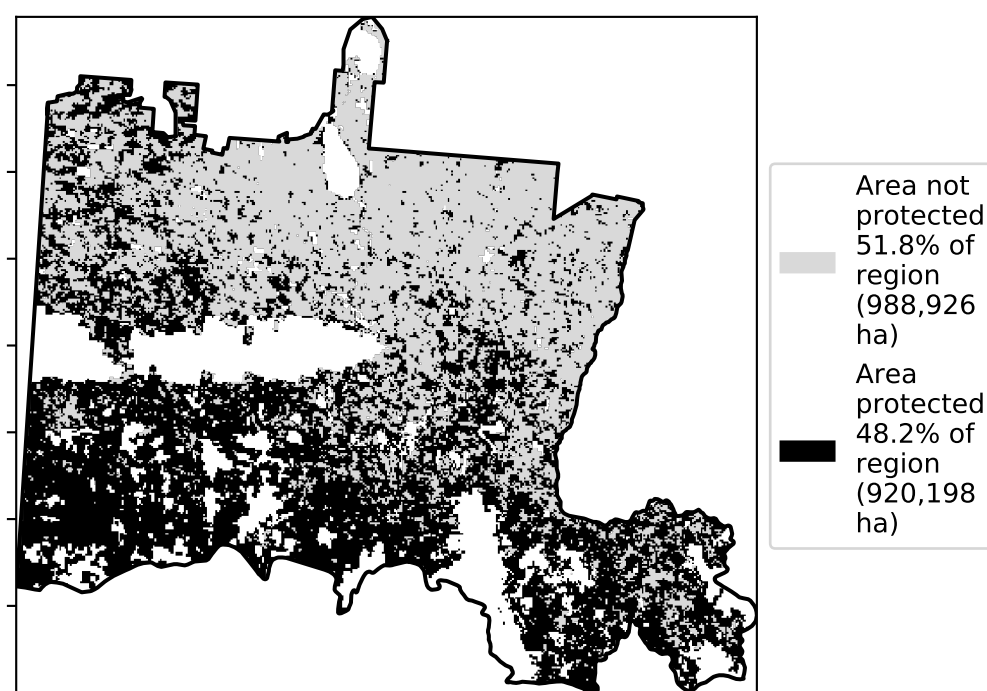 Area not
protected
51.8% of
region
(988,926
ha)
Area
protected
48.2% of
region
(920,198
ha)